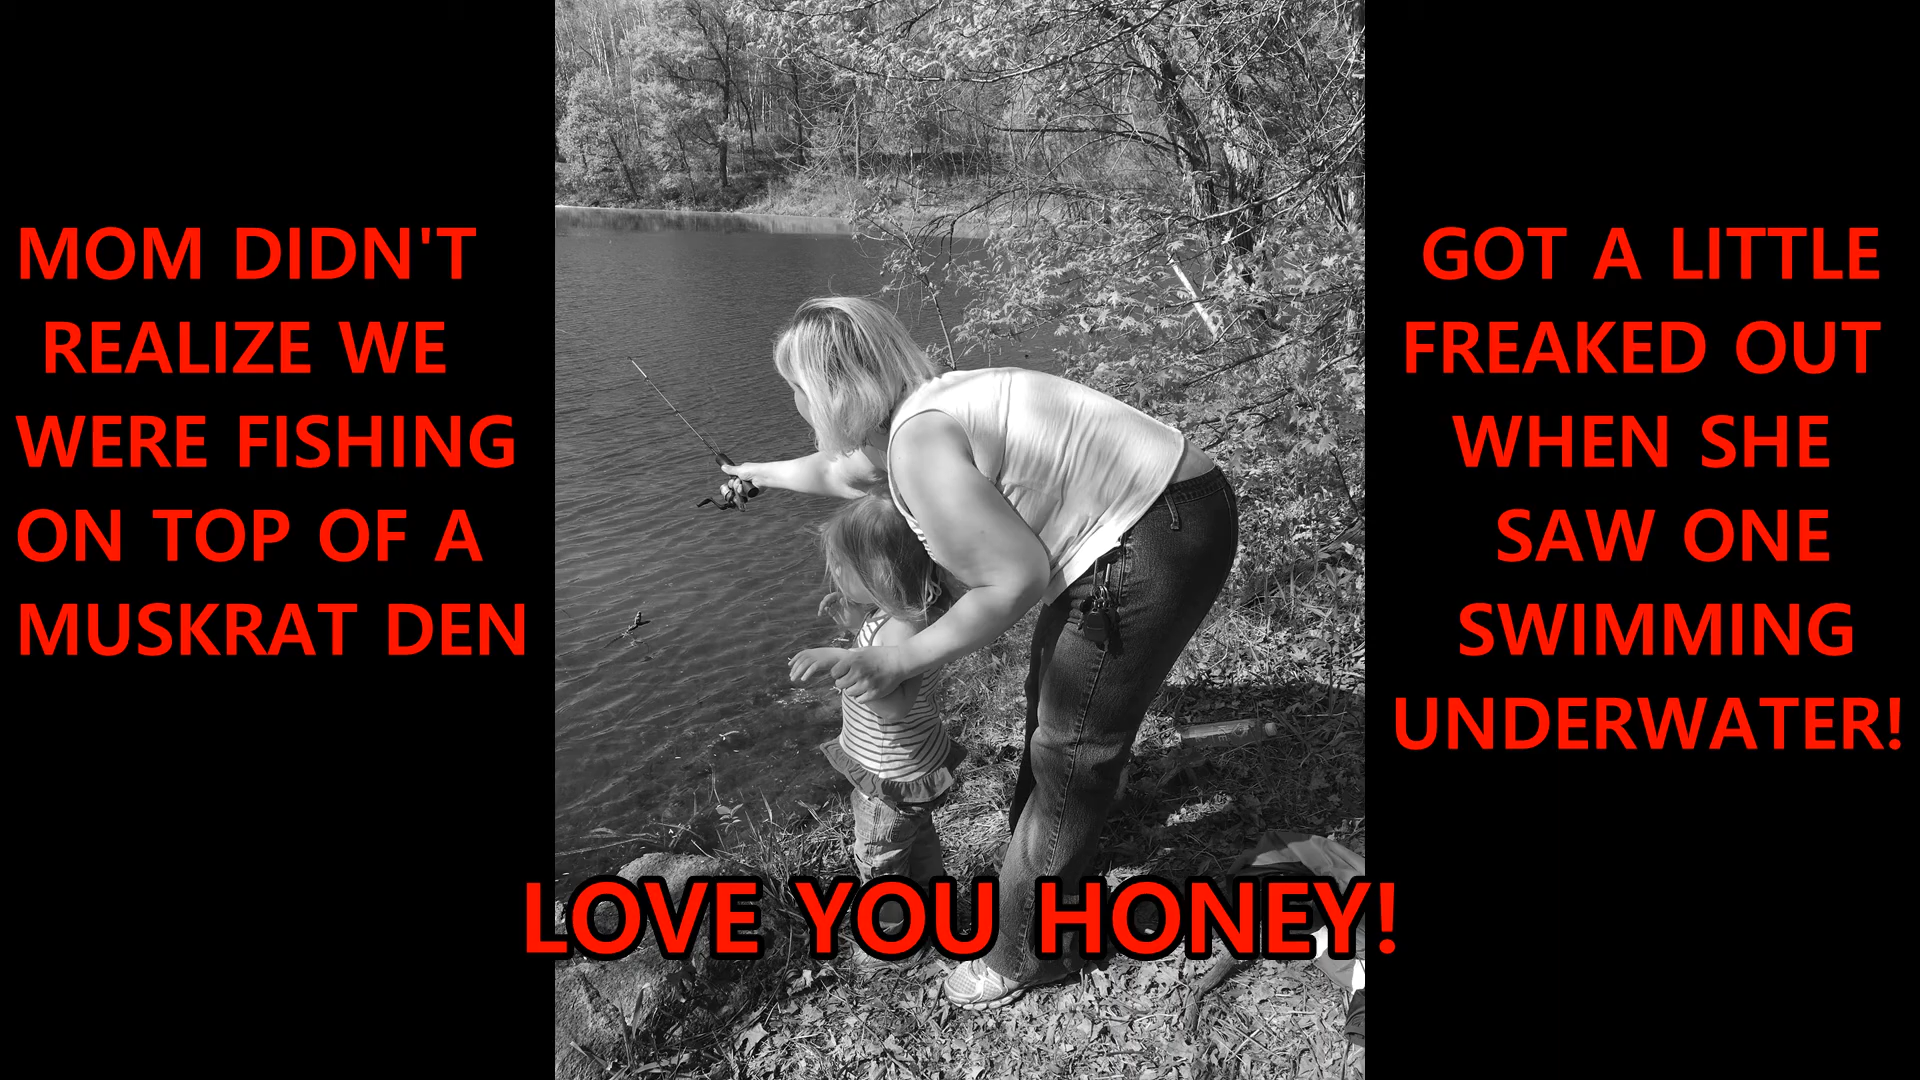 MOM DIDN'T
REALIZE WE
WERE FISHING
ON TOP OF A
MUSKRAT DEN
GOT A LITTLE
FREAKED OUT
WHEN SHE
SAW ONE
SWIMMING
UNDERWATER!
LOVE YOU HONEY!